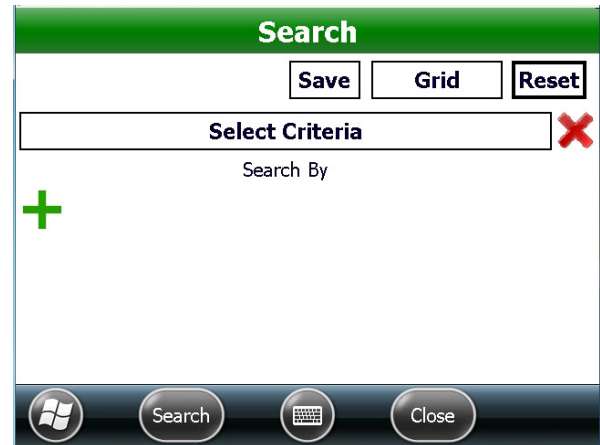 Search
Save Grid Reset
Select Criteria
Search By
Search Close